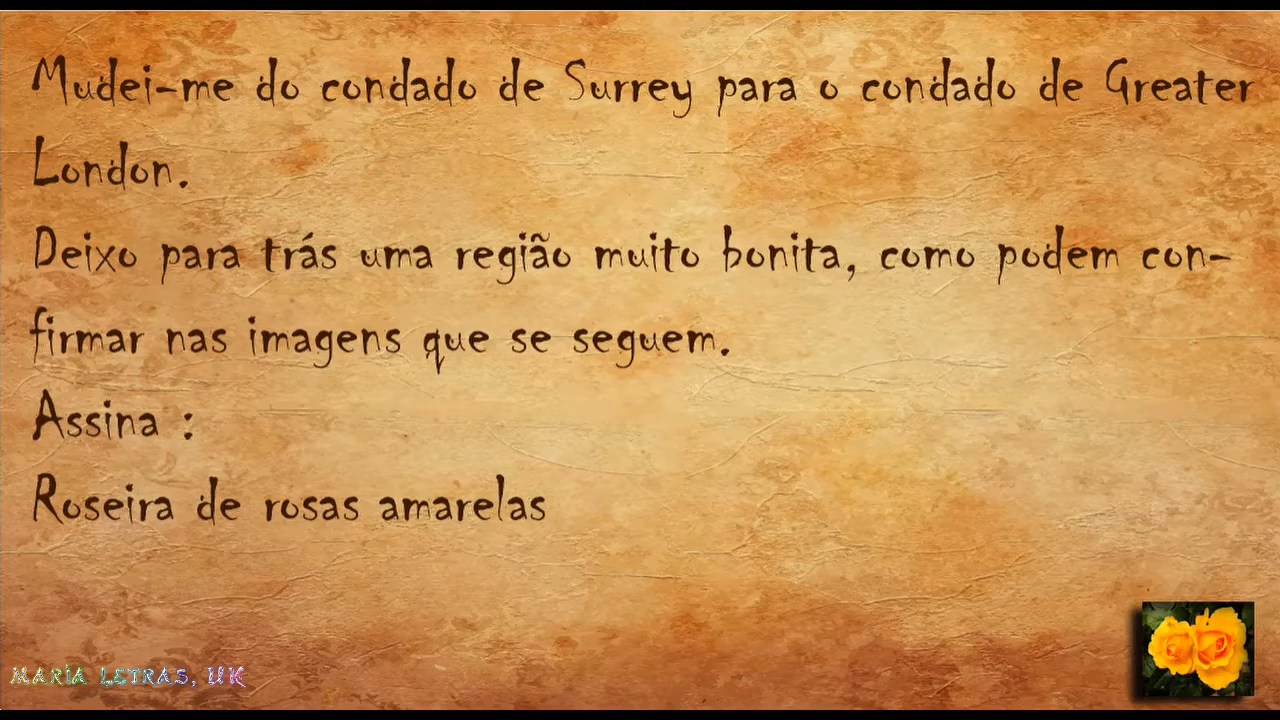 Mudei-me do condado de Surrey para o condado de Greater
London.
Deixo para trás uma região muito bonita, como podem con-
firmar nas imagens que se seguem.
Assina :
Roseira de rosas amarelas
MARIA LETRAS, UK